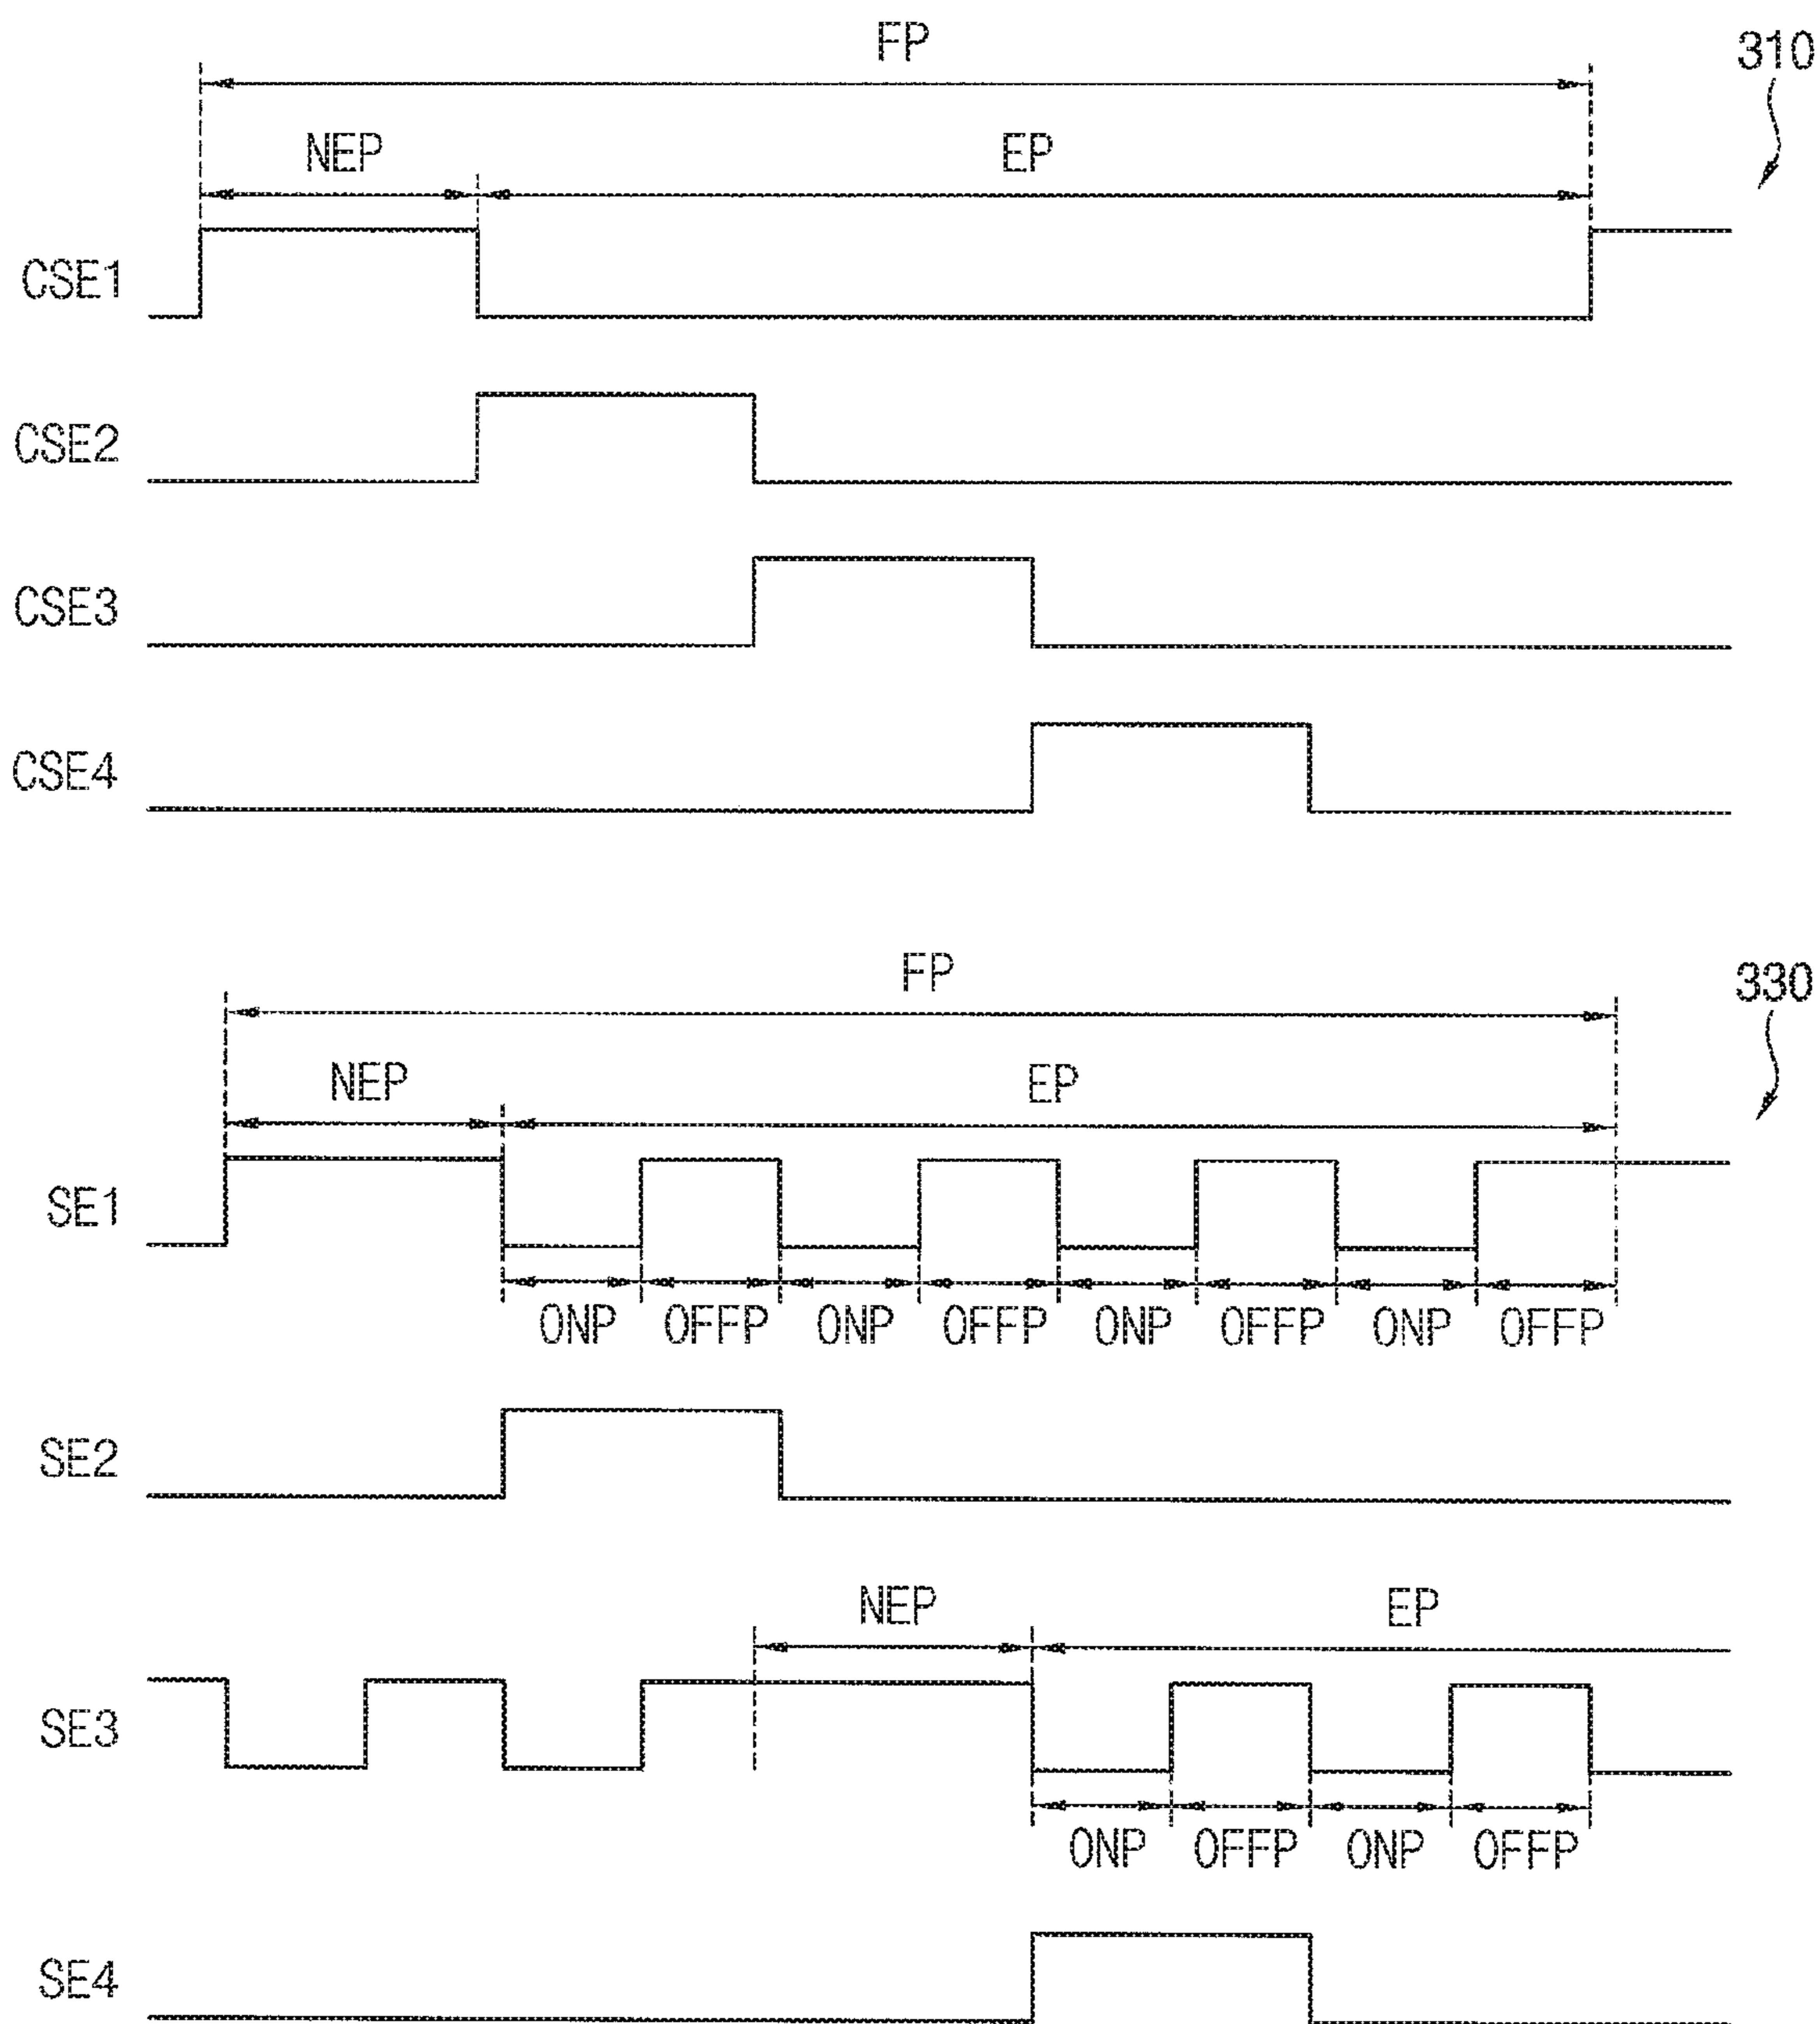 FP
310
NEP EP
CSE1
CSE2
CSE3
CSE4
FP
330
NEP EP
SE1
ONP OFFP ONP OFFP ONP OFFP ONP OFFP
SE2
NEP EP
SE3
ONP OFFP ONP OFFP
SE4